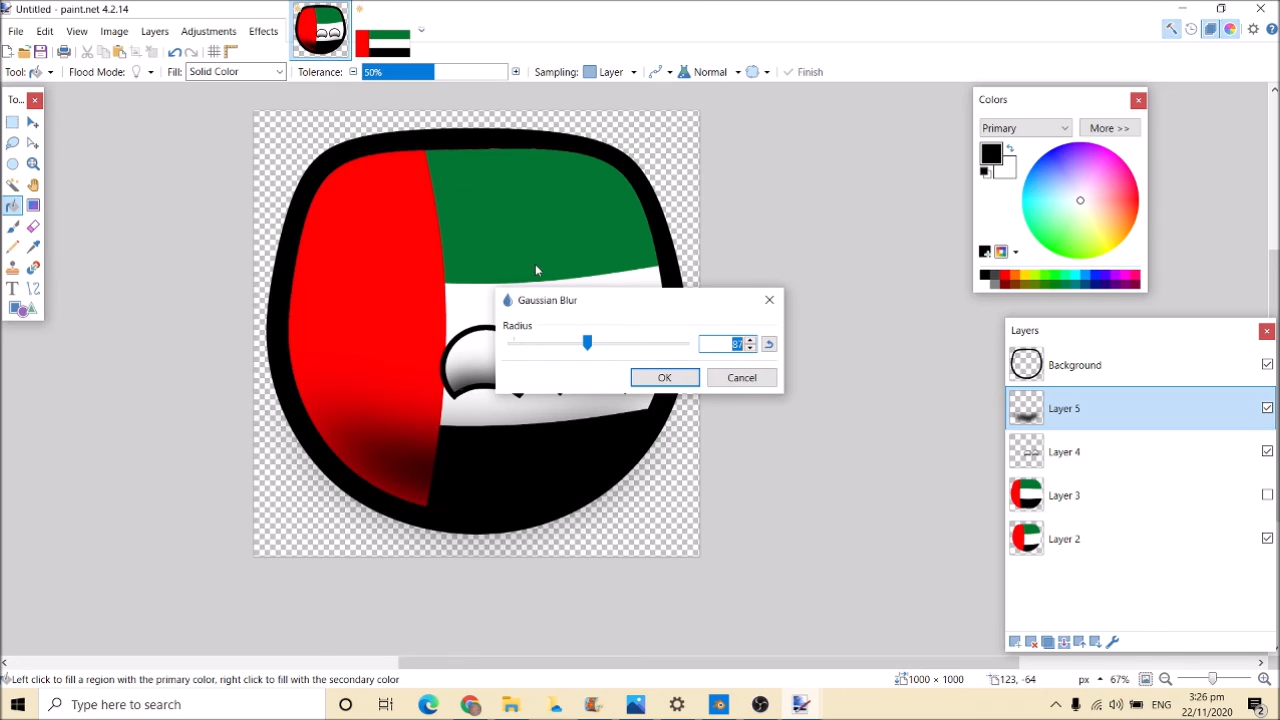 Untitled - paint.net 4.2.14
File Edit View Image Layers Adjustments Effects
Tool: Flood Mode: Fill: Solid Color Tolerance: 50% Sampling: Layer Normal Finish
To...
Colors
Primary More >>
Gaussian Blur
Radius
87
OK Cancel
Layers
Background
Layer 5
Layer 4
Layer 3
Layer 2
Left click to fill a region with the primary color, right click to fill with the secondary color
1000 × 1000 123, -64 px 67%
Type here to search
ENG
3:26 pm
22/11/2020
2